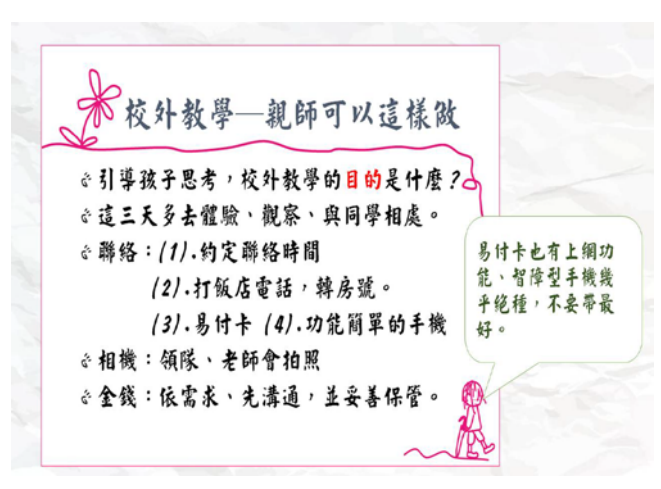 校外教學—親師可以這樣做
引導孩子思考，校外教學的目的是什麼？
這三天多去體驗、觀察、與同學相處。
聯絡：(1).約定聯絡時間
(2).打飯店電話，轉房號。
(3).易付卡 (4).功能簡單的手機
相機：領隊、老師會拍照
金錢：依需求、先溝通，並妥善保管。
易付卡也有上網功
能、智障型手機幾
乎絕種，不要帶最
好。